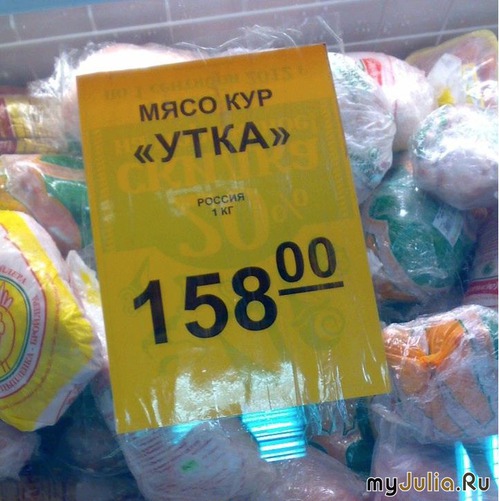 МЯСО КУР
«УТКА»
РОССИЯ
1 КГ
158 00
myJulia.Ru